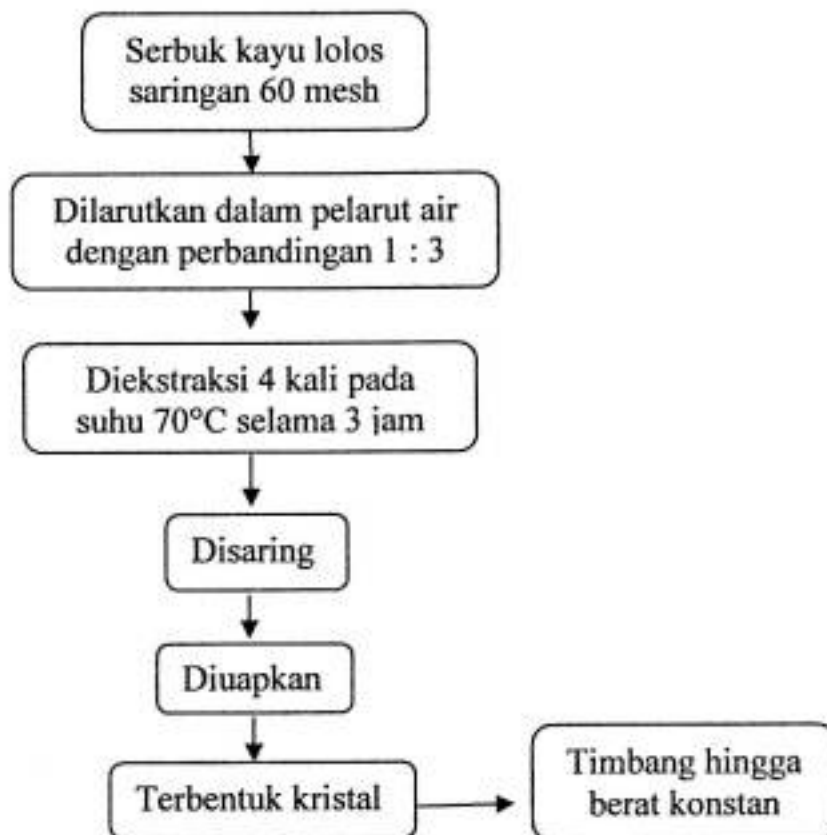 Serbuk kayu lolos
saringan 60 mesh
Dilarutkan dalam pelarut air
dengan perbandingan 1 : 3
Diekstraksi 4 kali pada
suhu 70°C selama 3 jam
Disaring
Diuapkan
Terbentuk kristal
Timbang hingga
berat konstan